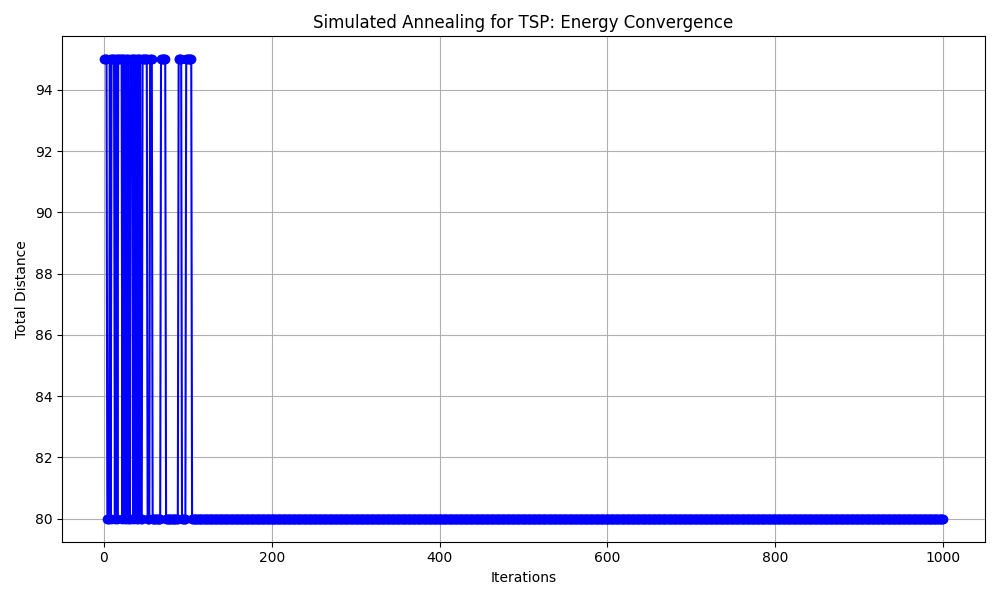 Simulated Annealing for TSP: Energy Convergence
94
92
90
88
86
84
82
80
Total Distance
0 200 400 600 800 1000
Iterations